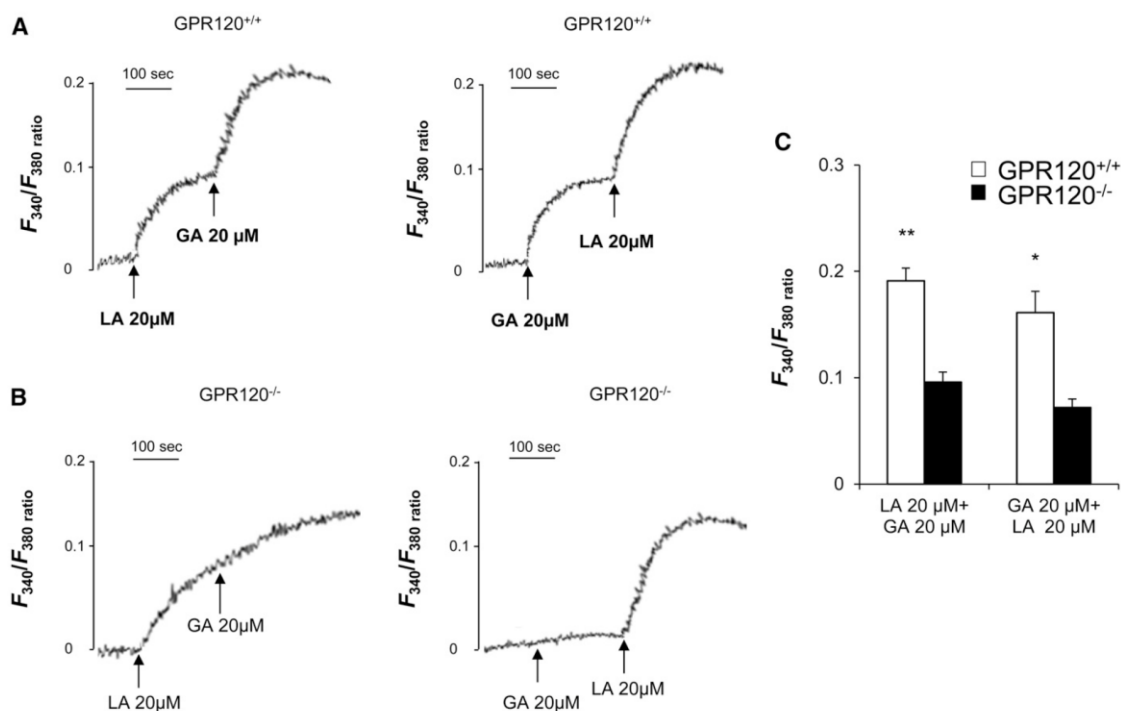 A
GPR120+/+
100 sec
F340/F380 ratio
0.2
0.1
0
LA 20µM
GA 20 µM
GPR120+/+
100 sec
F340/F380 ratio
0.2
0.1
0
GA 20µM
LA 20µM
B
GPR120-/-
100 sec
F340/F380 ratio
0.2
0.1
0
LA 20µM
GA 20µM
GPR120-/-
100 sec
F340/F380 ratio
0.2
0.1
0
GA 20µM
LA 20µM
C
GPR120+/+
GPR120-/-
F340/F380 ratio
0.3
0.2
0.1
0
**
*
LA 20 µM+
GA 20 µM
GA 20 µM+
LA 20 µM